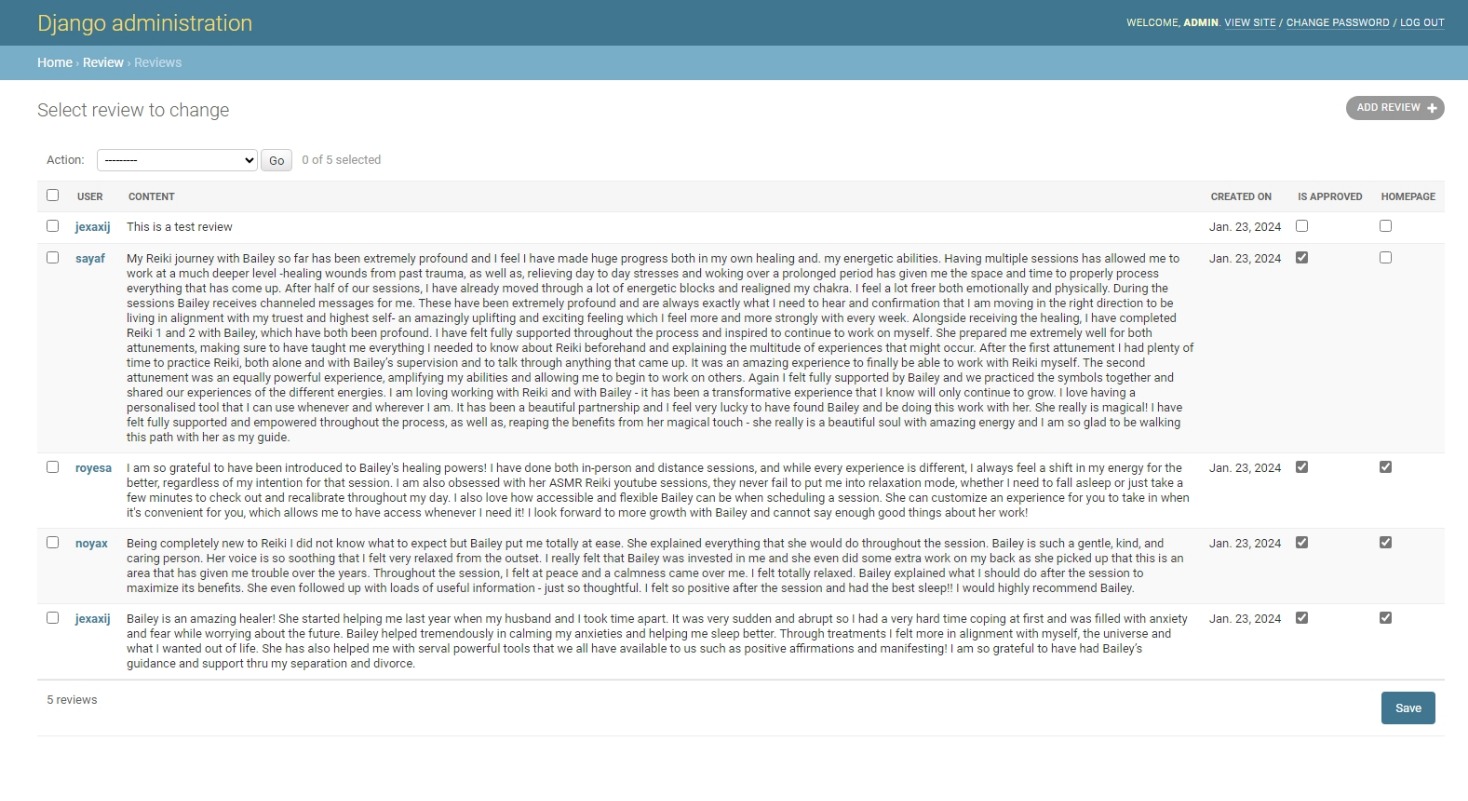 Django administration
WELCOME, ADMIN. VIEW SITE / CHANGE PASSWORD / LOG OUT
Home › Review › Reviews
Select review to change
ADD REVIEW +
Action: --------- Go 0 of 5 selected
USER CONTENT CREATED ON IS APPROVED HOMEPAGE
jexaxij This is a test review Jan. 23, 2024
sayaf My Reiki journey with Bailey so far has been extremely profound and I feel I have made huge progress both in my own healing and. my energetic abilities. Having multiple sessions has allowed me to Jan. 23, 2024
work at a much deeper level -healing wounds from past trauma, as well as, relieving day to day stresses and woking over a prolonged period has given me the space and time to properly process
everything that has come up. After half of our sessions, I have already moved through a lot of energetic blocks and realigned my chakra. I feel a lot freer both emotionally and physically. During the
sessions Bailey receives channeled messages for me. These have been extremely profound and are always exactly what I need to hear and confirmation that I am moving in the right direction to be
living in alignment with my truest and highest self- an amazingly uplifting and exciting feeling which I feel more and more strongly with every week. Alongside receiving the healing, I have completed
Reiki 1 and 2 with Bailey, which have both been profound. I have felt fully supported throughout the process and inspired to continue to work on myself. She prepared me extremely well for both
attunements, making sure to have taught me everything I needed to know about Reiki beforehand and explaining the multitude of experiences that might occur. After the first attunement I had plenty of
time to practice Reiki, both alone and with Bailey's supervision and to talk through anything that came up. It was an amazing experience to finally be able to work with Reiki myself. The second
attunement was an equally powerful experience, amplifying my abilities and allowing me to begin to work on others. Again I felt fully supported by Bailey and we practiced the symbols together and
shared our experiences of the different energies. I am loving working with Reiki and with Bailey - it has been a transformative experience that I know will only continue to grow. I love having a
personalised tool that I can use whenever and wherever I am. It has been a beautiful partnership and I feel very lucky to have found Bailey and be doing this work with her. She really is magical! I have
felt fully supported and empowered throughout the process, as well as, reaping the benefits from her magical touch - she really is a beautiful soul with amazing energy and I am so glad to be walking
this path with her as my guide.
royesa I am so grateful to have been introduced to Bailey's healing powers! I have done both in-person and distance sessions, and while every experience is different, I always feel a shift in my energy for the Jan. 23, 2024
better, regardless of my intention for that session. I am also obsessed with her ASMR Reiki youtube sessions, they never fail to put me into relaxation mode, whether I need to fall asleep or just take a
few minutes to check out and recalibrate throughout my day. I also love how accessible and flexible Bailey can be when scheduling a session. She can customize an experience for you to take in when
it's convenient for you, which allows me to have access whenever I need it! I look forward to more growth with Bailey and cannot say enough good things about her work!
noyax Being completely new to Reiki I did not know what to expect but Bailey put me totally at ease. She explained everything that she would do throughout the session. Bailey is such a gentle, kind, and Jan. 23, 2024
caring person. Her voice is so soothing that I felt very relaxed from the outset. I really felt that Bailey was invested in me and she even did some extra work on my back as she picked up that this is an
area that has given me trouble over the years. Throughout the session, I felt at peace and a calmness came over me. I felt totally relaxed. Bailey explained what I should do after the session to
maximize its benefits. She even followed up with loads of useful information - just so thoughtful. I felt so positive after the session and had the best sleep!! I would highly recommend Bailey.
jexaxij Bailey is an amazing healer! She started helping me last year when my husband and I took time apart. It was very sudden and abrupt so I had a very hard time coping at first and was filled with anxiety Jan. 23, 2024
and fear while worrying about the future. Bailey helped tremendously in calming my anxieties and helping me sleep better. Through treatments I felt more in alignment with myself, the universe and
what I wanted out of life. She has also helped me with serval powerful tools that we all have available to us such as positive affirmations and manifesting! I am so grateful to have had Bailey's
guidance and support thru my separation and divorce.
5 reviews
Save